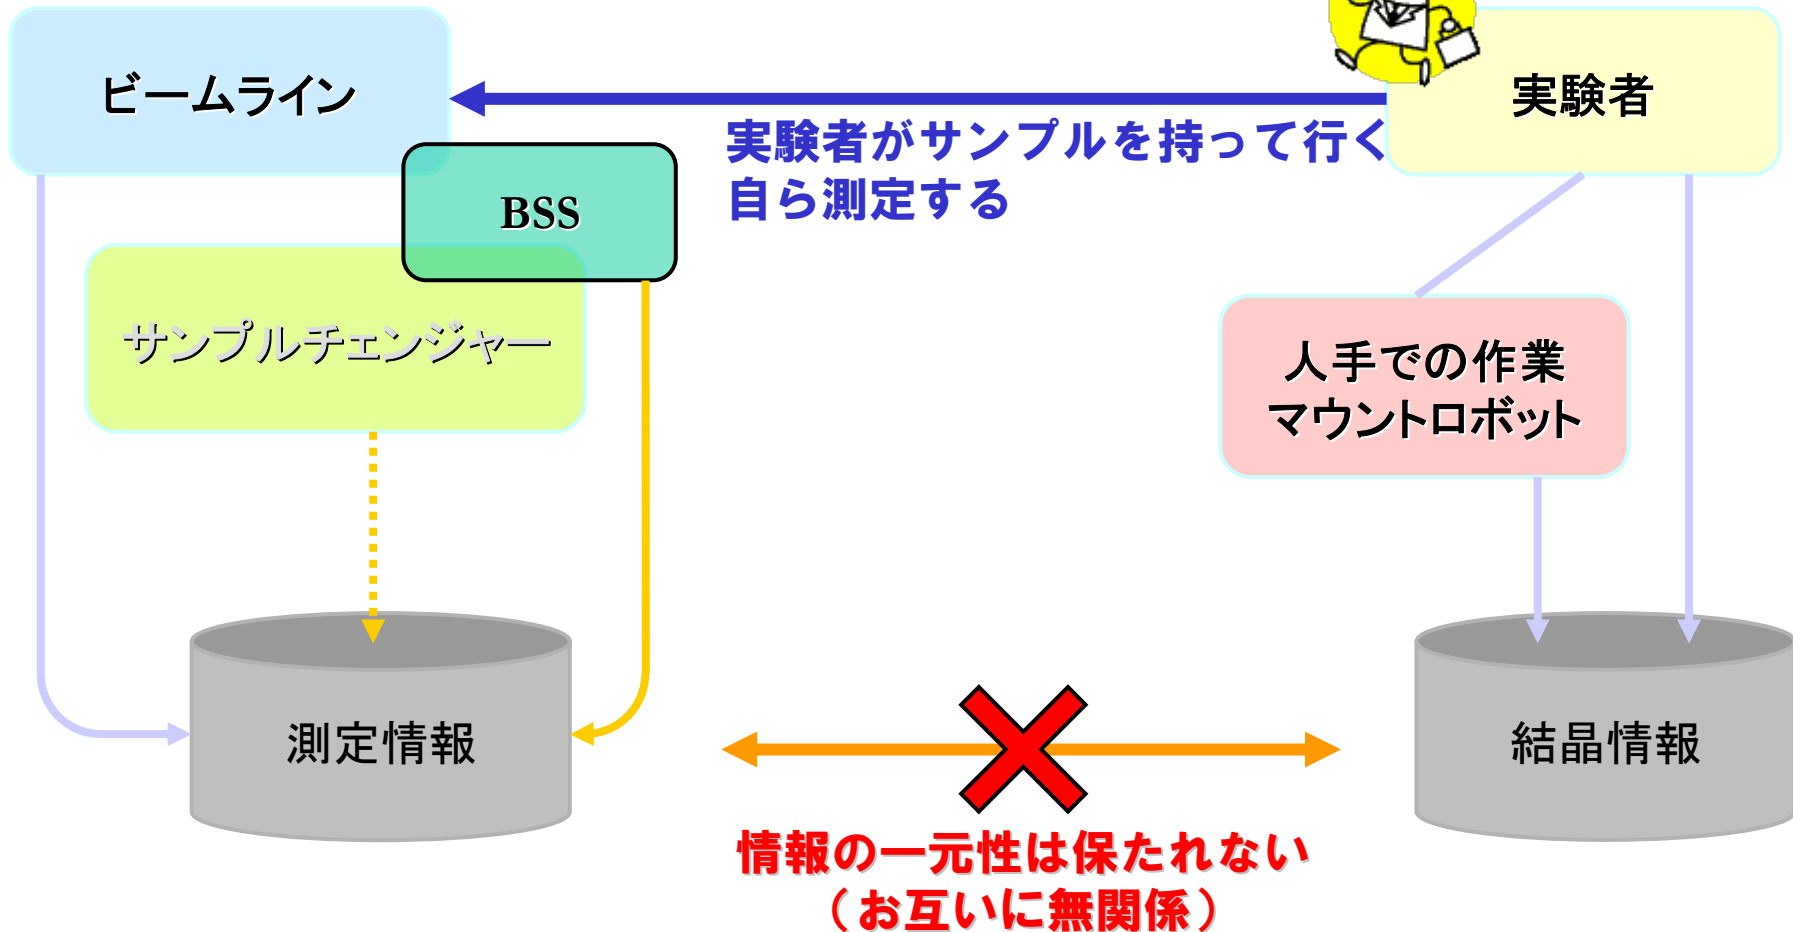 ビームライン
実験者
実験者がサンプルを持って行く
自ら測定する
BSS
サンプルチェンジャー
人手での作業
マウントロボット
測定情報
結晶情報
情報の一元性は保たれない
（お互いに無関係）